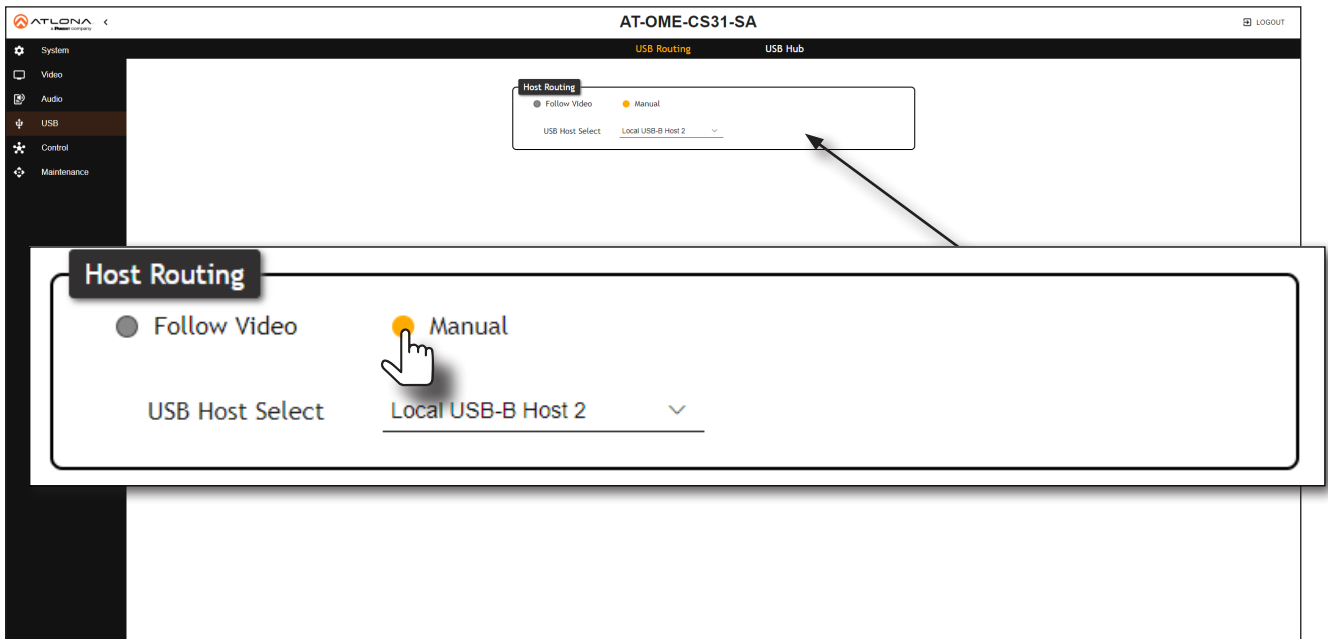 ATLONA
a Panduit company
AT-OME-CS31-SA
LOGOUT
System
Video
Audio
USB
Control
Maintenance
USB Routing USB Hub
Host Routing
Follow Video Manual
USB Host Select Local USB-B Host 2
Host Routing
Follow Video Manual
USB Host Select Local USB-B Host 2